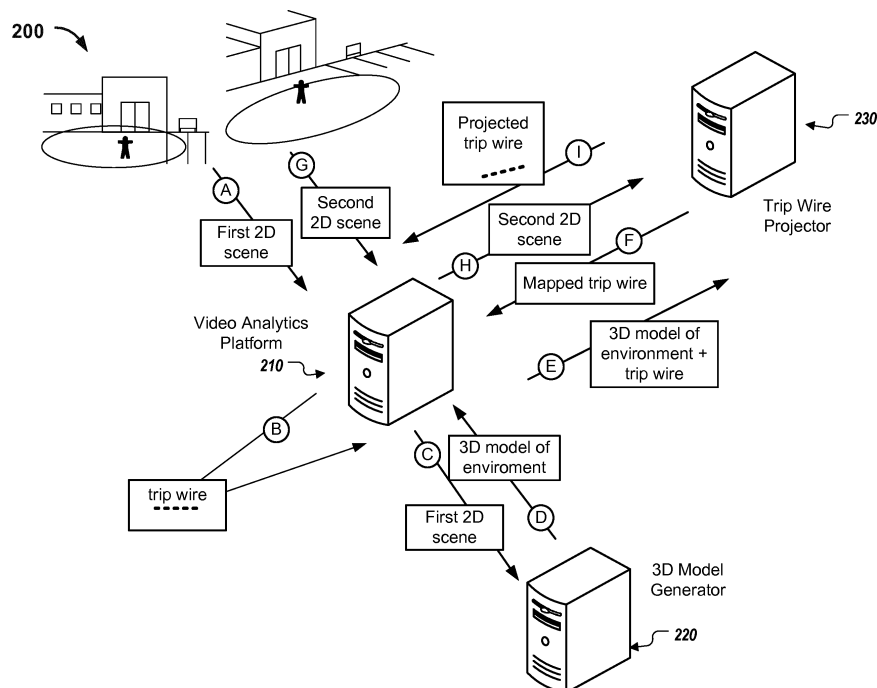 200
A
First 2D
scene
G
Second
2D scene
Projected
trip wire
I
230
Trip Wire
Projector
Second 2D
scene
H
F
Mapped trip wire
Video Analytics
Platform
210
E
3D model of
environment +
trip wire
B
trip wire
C
3D model of
enviroment
D
First 2D
scene
3D Model
Generator
220